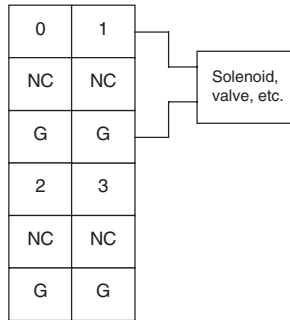 0 1
NC NC
G G
2 3
NC NC
G G
Solenoid,
valve, etc.